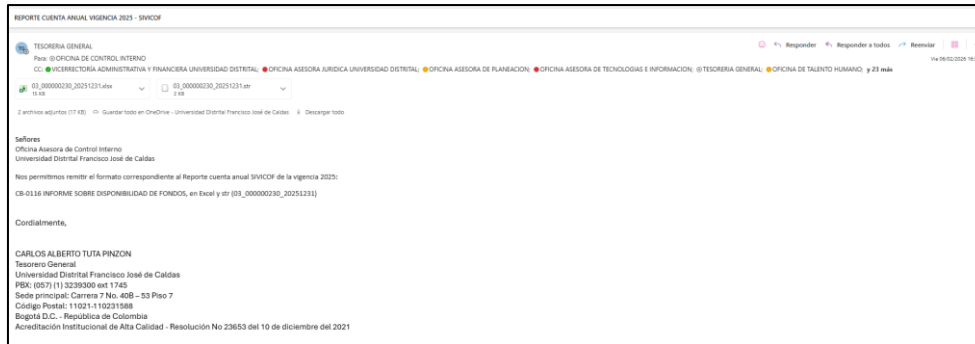 REPORTE CUENTA ANUAL VIGENCIA 2025 - SIVICOF
TESORERIA GENERAL
Responder Responder a todos Reenviar
Para: OFICINA DE CONTROL INTERNO
Vie 06/02/2026 16:
CC: VICERRECTORÍA ADMINISTRATIVA Y FINANCIERA UNIVERSIDAD DISTRITAL; OFICINA ASESORA JURIDICA UNIVERSIDAD DISTRITAL; OFICINA ASESORA DE PLANEACION; OFICINA ASESORA DE TECNOLOGIAS E INFORMACION; TESORERIA GENERAL; OFICINA DE TALENTO HUMANO; y 23 más
03_000000230_20251231.xlsx 03_000000230_20251231.str
15 KB 2 KB
2 archivos adjuntos (17 KB) Guardar todo en OneDrive - Universidad Distrital Francisco José de Caldas Descargar todo
Señores
Oficina Asesora de Control Interno
Universidad Distrital Francisco José de Caldas
Nos permitimos remitir el formato correspondiente al Reporte cuenta anual SIVICOF de la vigencia 2025:
CB-0116 INFORME SOBRE DISPONIBILIDAD DE FONDOS, en Excel y str (03_000000230_20251231)
Cordialmente,
CARLOS ALBERTO TUTA PINZON
Tesorero General
Universidad Distrital Francisco José de Caldas
PBX: (057) (1) 3239300 ext 1745
Sede principal: Carrera 7 No. 40B – 53 Piso 7
Código Postal: 11021-110231588
Bogotá D.C. - República de Colombia
Acreditación Institucional de Alta Calidad - Resolución No 23653 del 10 de diciembre del 2021